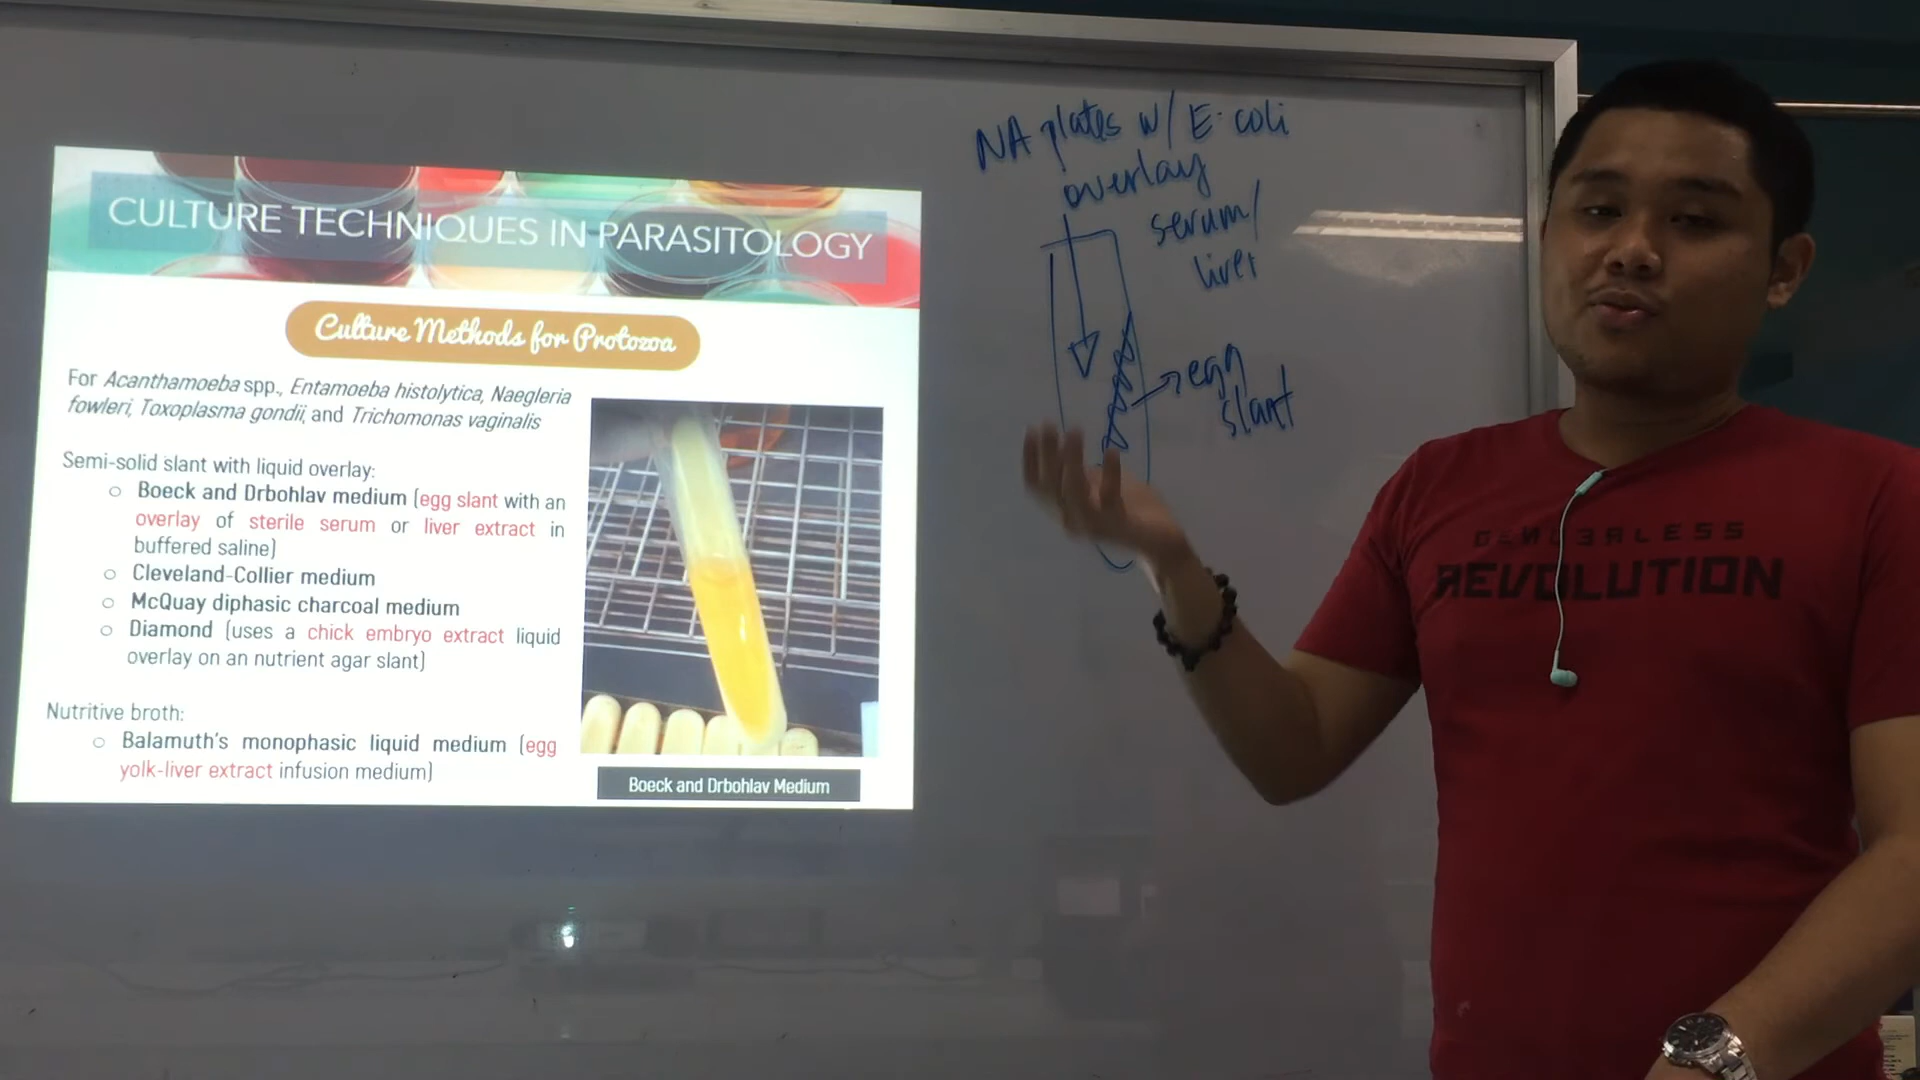 CULTURE TECHNIQUES IN PARASITOLOGY
Culture Methods for Protozoa
For Acanthamoeba spp., Entamoeba histolytica, Naegleria
fowleri, Toxoplasma gondii, and Trichomonas vaginalis
Semi-solid slant with liquid overlay:
Boeck and Drbohlav medium (egg slant with an
overlay of sterile serum or liver extract in
buffered saline)
Cleveland-Collier medium
McQuay diphasic charcoal medium
Diamond (uses a chick embryo extract liquid
overlay on an nutrient agar slant)
Nutritive broth:
Balamuth's monophasic liquid medium (egg
yolk-liver extract infusion medium)
Boeck and Drbohlav Medium
NA plates w/ E. coli
overlay
serum/
liver
egg
slant
GENDERLESS
REVOLUTION